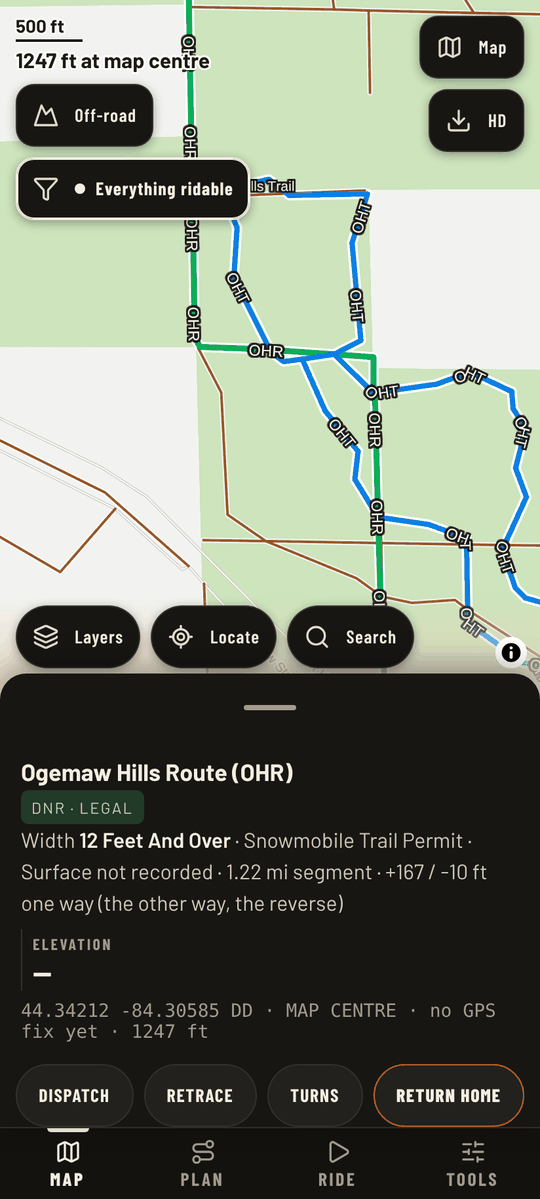 500 ft
1247 ft at map centre
Map
Off-road
HD
Everything ridable
lls Trail
OHR
OHR
OHR
OHR
OHR
OHR
OHR
OHT
OHT
OHT
OHT
OHT
OHT
OHT
OHT
OHT
OHT
Layers
Locate
Search
Ogemaw Hills Route (OHR)
DNR · LEGAL
Width 12 Feet And Over · Snowmobile Trail Permit ·
Surface not recorded · 1.22 mi segment · +167 / -10 ft
one way (the other way, the reverse)
ELEVATION
—
44.34212 -84.30585 DD · MAP CENTRE · no GPS
fix yet · 1247 ft
DISPATCH
RETRACE
TURNS
RETURN HOME
MAP
PLAN
RIDE
TOOLS